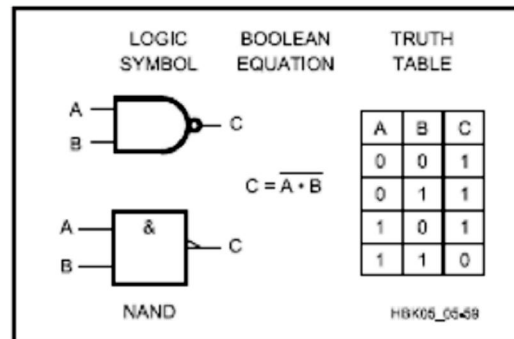 LOGIC SYMBOL
BOOLEAN EQUATION
TRUTH TABLE
A
B
C
C = A̅ ̅•̅ ̅B̅
A
B
&
C
NAND
A B C
0 0 1
0 1 1
1 0 1
1 1 0
HBK05_05-59